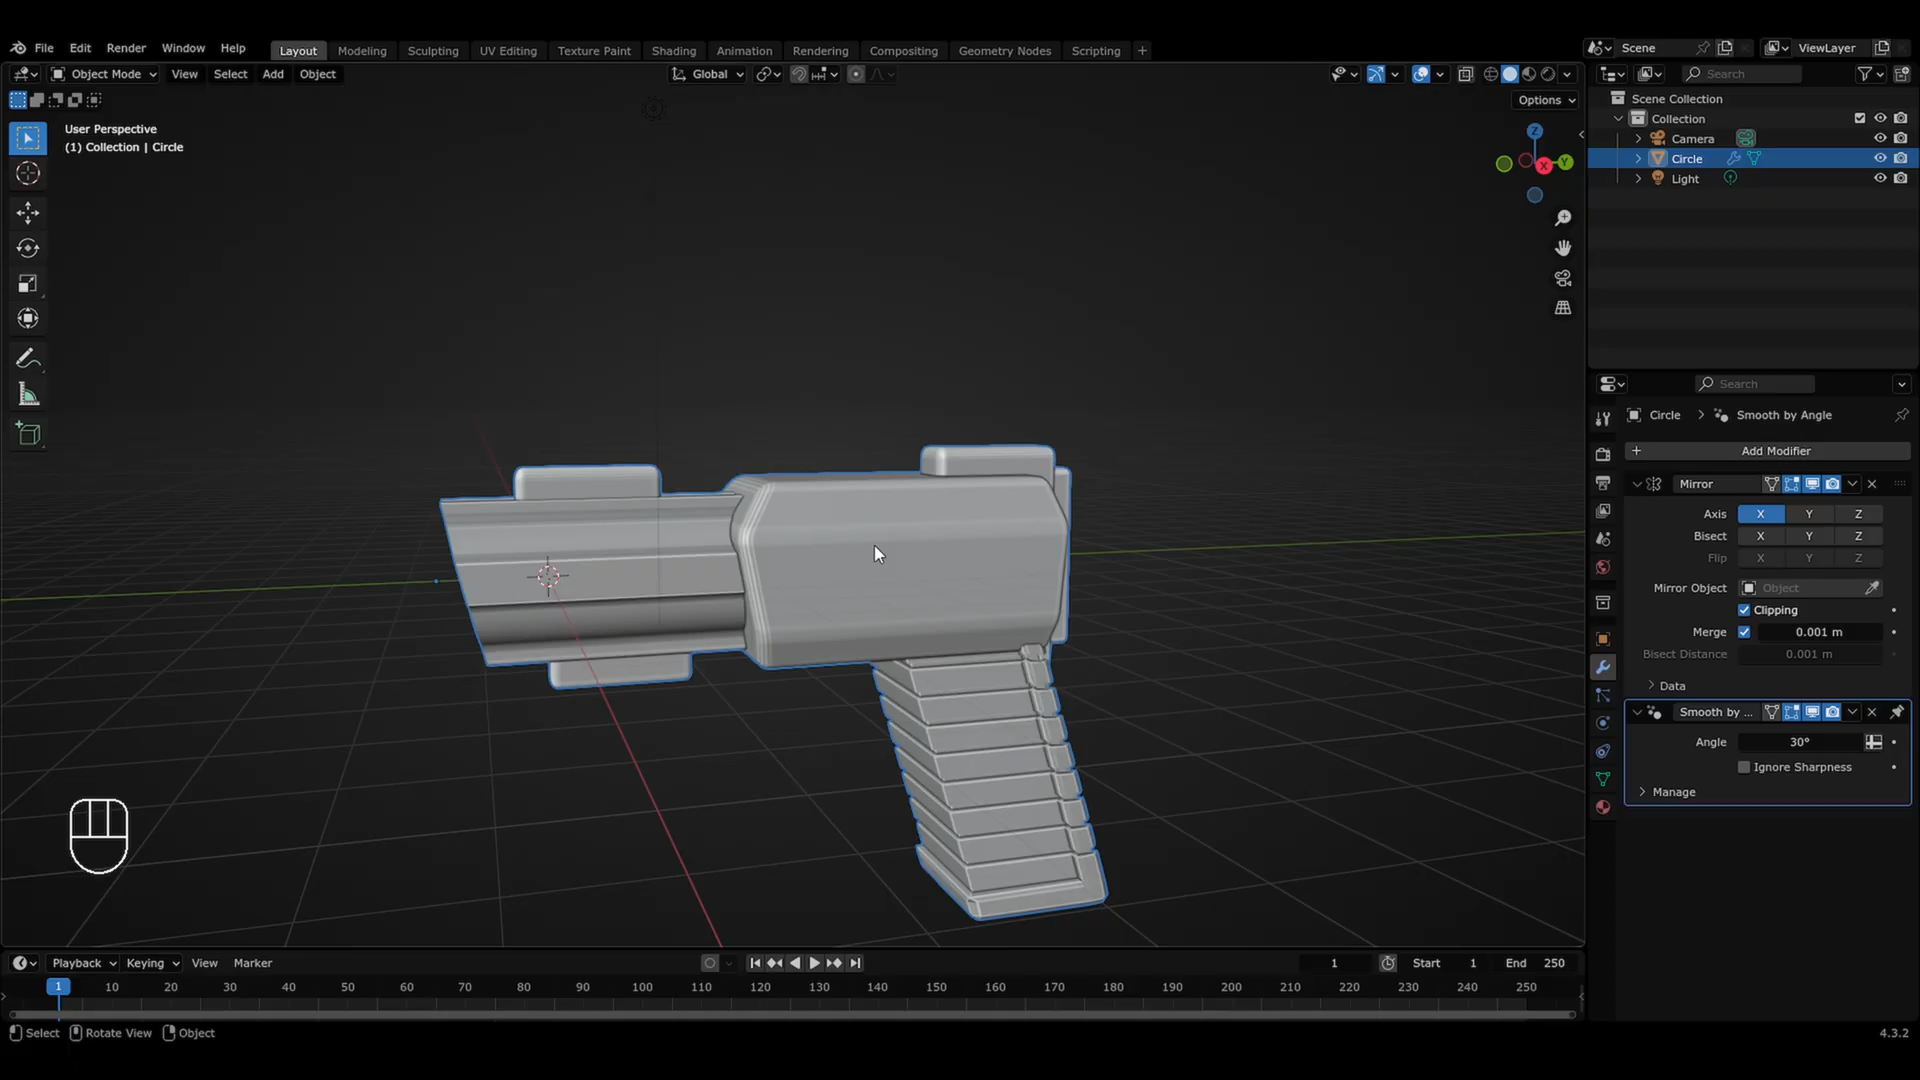 File Edit Render Window Help
Layout Modeling Sculpting UV Editing Texture Paint Shading Animation Rendering Compositing Geometry Nodes Scripting +
Scene
ViewLayer
Object Mode View Select Add Object
Global
Search
Options
User Perspective
(1) Collection | Circle
Z
Y
X
Scene Collection
Collection
Camera
Circle
Light
Search
Circle > Smooth by Angle
+ Add Modifier
Mirror
Axis X Y Z
Bisect X Y Z
Flip X Y Z
Mirror Object Object
Clipping
Merge 0.001 m
Bisect Distance 0.001 m
Data
Smooth by ...
Angle 30°
Ignore Sharpness
Manage
Playback Keying View Marker
1 Start 1 End 250
1 10 20 30 40 50 60 70 80 90 100 110 120 130 140 150 160 170 180 190 200 210 220 230 240 250
Select Rotate View Object
4.3.2